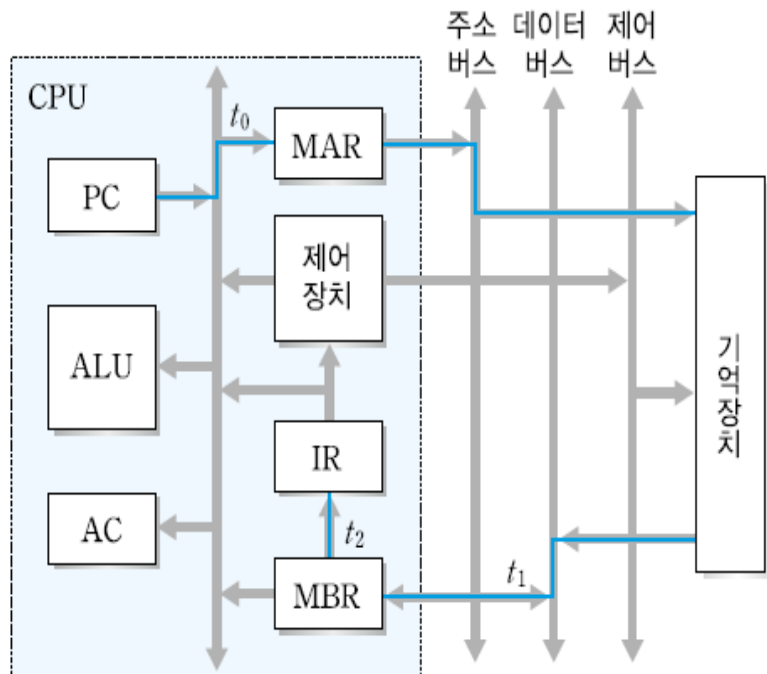 주소 데이터 제어
버스 버스 버스
CPU
t₀
MAR
PC
제어
장치
ALU
기억장치
IR
AC
t₂
t₁
MBR